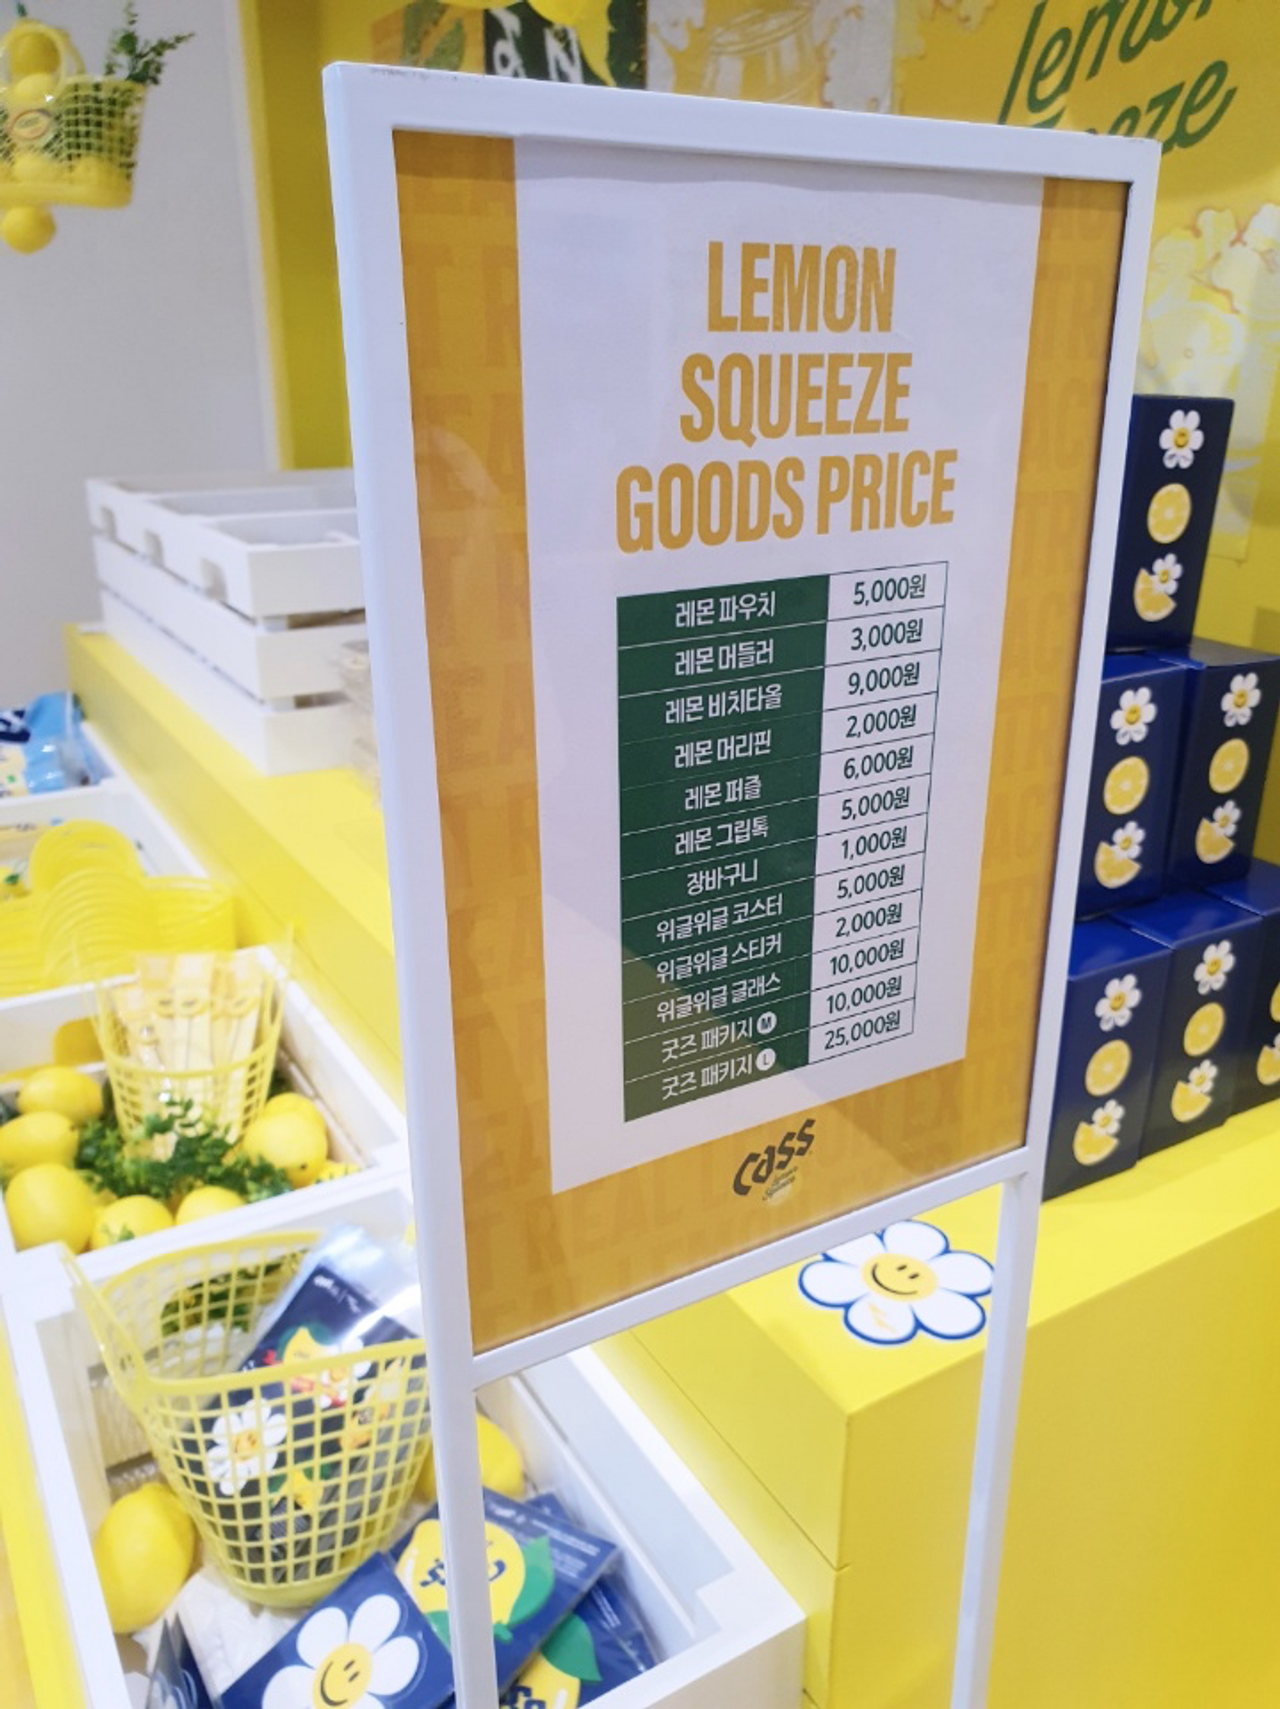 lemon
LEMON
SQUEEZE
GOODS PRICE
레몬 파우치 5,000원
레몬 머들러 3,000원
레몬 비치타올 9,000원
레몬 머리핀 2,000원
레몬 퍼즐 6,000원
레몬 그립톡 5,000원
장바구니 1,000원
위글위글 코스터 5,000원
위글위글 스티커 2,000원
위글위글 글래스 10,000원
굿즈 패키지 M 10,000원
굿즈 패키지 L 25,000원
Cass
Lemon
Squeeze